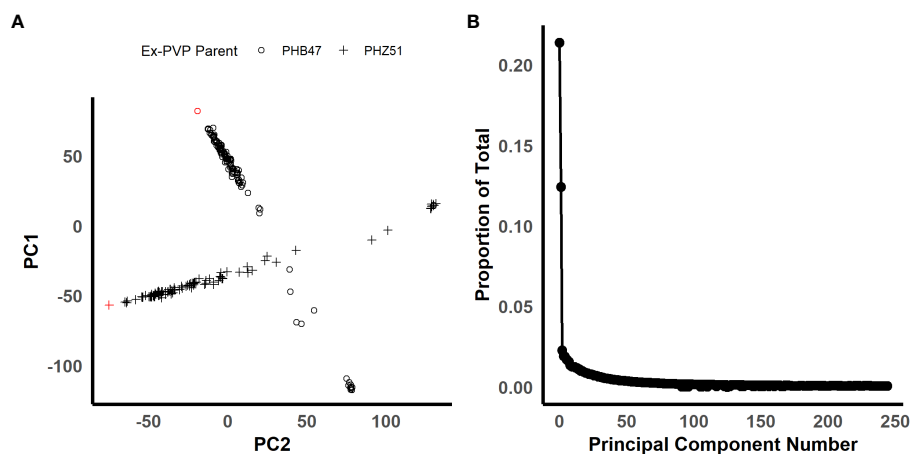 A
Ex-PVP Parent PHB47 PHZ51
PC1
50
0
-50
-100
-50 0 50 100
PC2
B
Proportion of Total
0.20
0.15
0.10
0.05
0.00
0 50 100 150 200 250
Principal Component Number